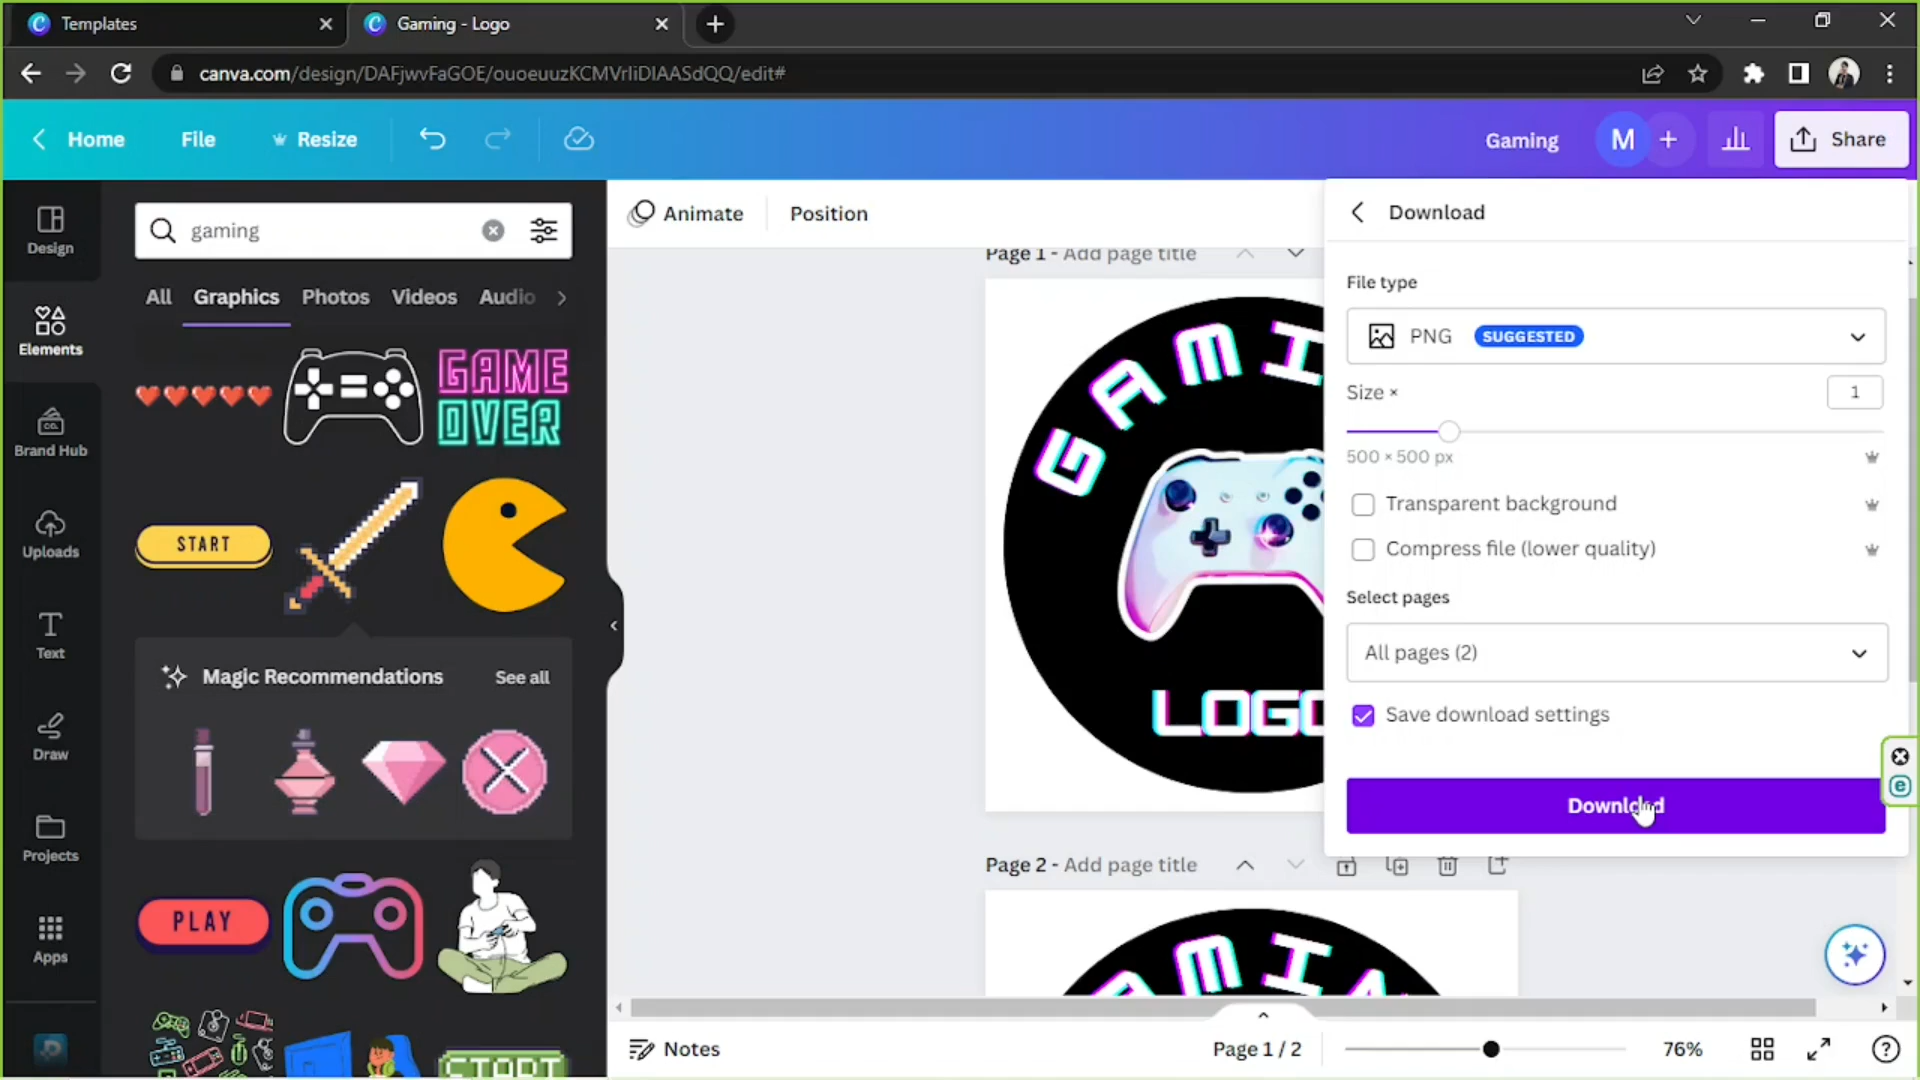 Templates
Gaming - Logo
canva.com/design/DAFjwvFaGOE/ouoeuuzKCMVrliDIAASdQQ/edit#
Home
File
Resize
Gaming
M
Share
Design
Elements
Brand Hub
CO.
Uploads
Text
Draw
Projects
Apps
gaming
All
Graphics
Photos
Videos
Audio
GAME
OVER
START
Magic Recommendations
See all
PLAY
START
Animate
Position
Page 1 - Add page title
GAMI
LOGO
Page 2 - Add page title
Download
File type
PNG
SUGGESTED
Size ×
1
500 × 500 px
Transparent background
Compress file (lower quality)
Select pages
All pages (2)
Save download settings
Download
Notes
Page 1 / 2
76%